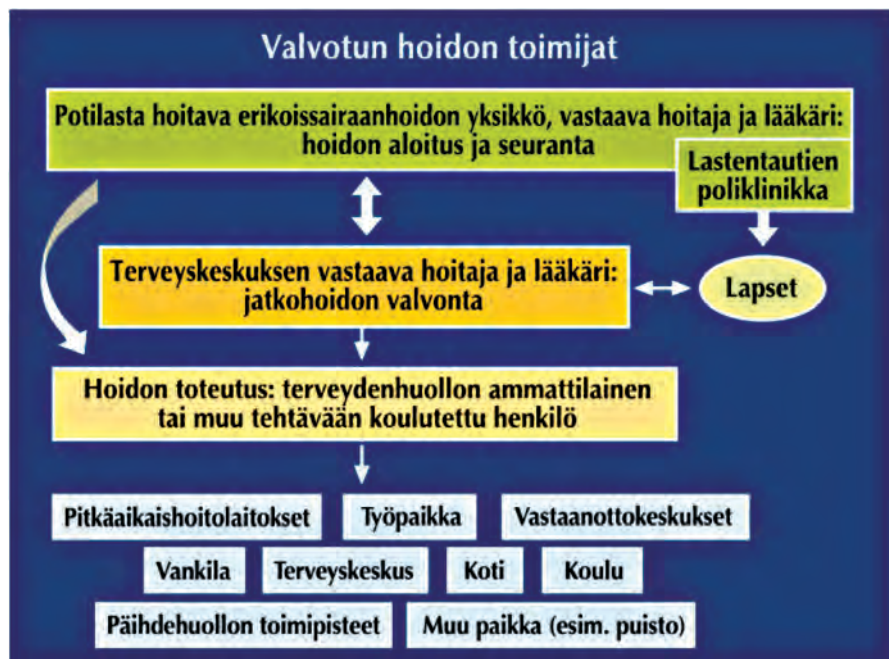 Valvotun hoidon toimijat
Potilasta hoitava erikoissairaanhoidon yksikkö, vastaava hoitaja ja lääkäri:
hoidon aloitus ja seuranta
Lastentautien
poliklinikka
Terveyskeskuksen vastaava hoitaja ja lääkäri:
jatkohoidon valvonta
Lapset
Hoidon toteutus: terveydenhuollon ammattilainen
tai muu tehtävään koulutettu henkilö
Pitkäaikaishoitolaitokset
Työpaikka
Vastaanottokeskukset
Vankila
Terveyskeskus
Koti
Koulu
Päihdehuollon toimipisteet
Muu paikka (esim. puisto)